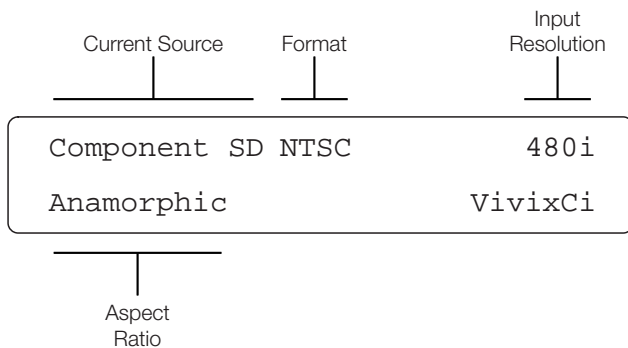 Current Source Format Input
Resolution
Component SD NTSC 480i
Anamorphic VivixCi
Aspect
Ratio